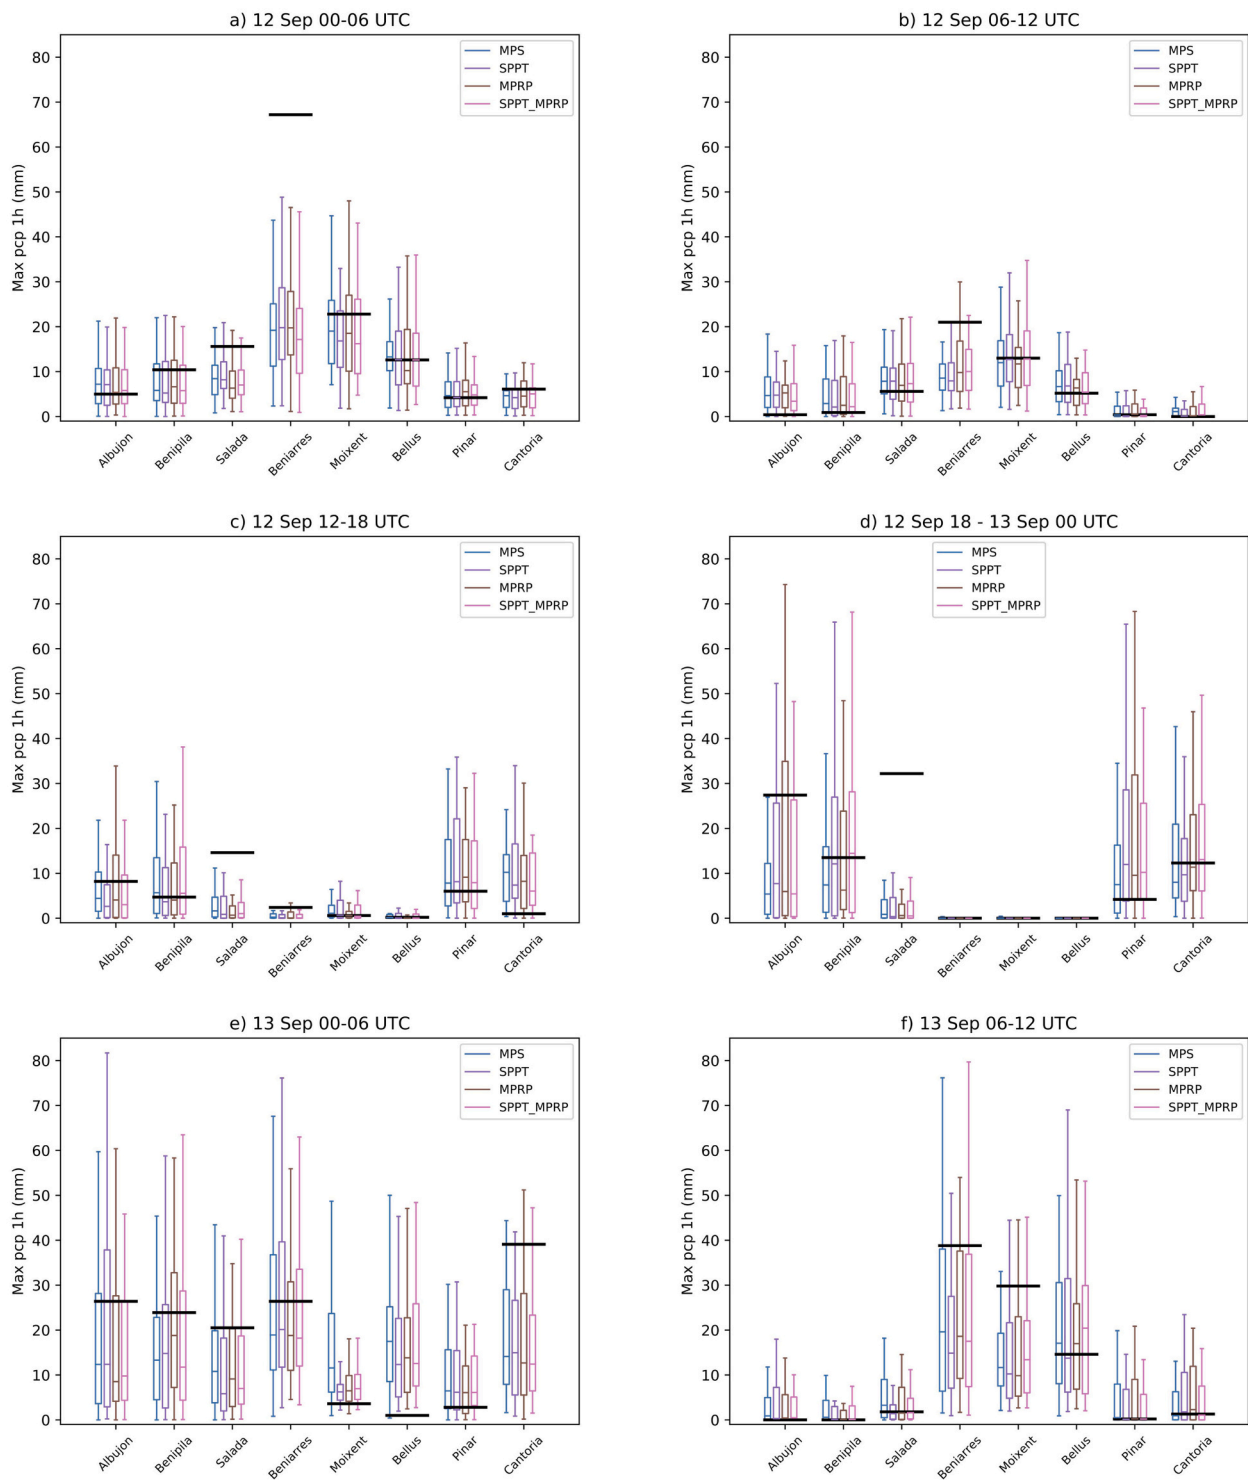 a) 12 Sep 00-06 UTC
Max pcp 1h (mm)
80
70
60
50
40
30
20
10
0
MPS
SPPT
MPRP
SPPT_MPRP
Albujon
Benipila
Salada
Beniarres
Moixent
Bellus
Pinar
Cantoria
b) 12 Sep 06-12 UTC
Max pcp 1h (mm)
80
70
60
50
40
30
20
10
0
MPS
SPPT
MPRP
SPPT_MPRP
Albujon
Benipila
Salada
Beniarres
Moixent
Bellus
Pinar
Cantoria
c) 12 Sep 12-18 UTC
Max pcp 1h (mm)
80
70
60
50
40
30
20
10
0
MPS
SPPT
MPRP
SPPT_MPRP
Albujon
Benipila
Salada
Beniarres
Moixent
Bellus
Pinar
Cantoria
d) 12 Sep 18 - 13 Sep 00 UTC
Max pcp 1h (mm)
80
70
60
50
40
30
20
10
0
MPS
SPPT
MPRP
SPPT_MPRP
Albujon
Benipila
Salada
Beniarres
Moixent
Bellus
Pinar
Cantoria
e) 13 Sep 00-06 UTC
Max pcp 1h (mm)
80
70
60
50
40
30
20
10
0
MPS
SPPT
MPRP
SPPT_MPRP
Albujon
Benipila
Salada
Beniarres
Moixent
Bellus
Pinar
Cantoria
f) 13 Sep 06-12 UTC
Max pcp 1h (mm)
80
70
60
50
40
30
20
10
0
MPS
SPPT
MPRP
SPPT_MPRP
Albujon
Benipila
Salada
Beniarres
Moixent
Bellus
Pinar
Cantoria